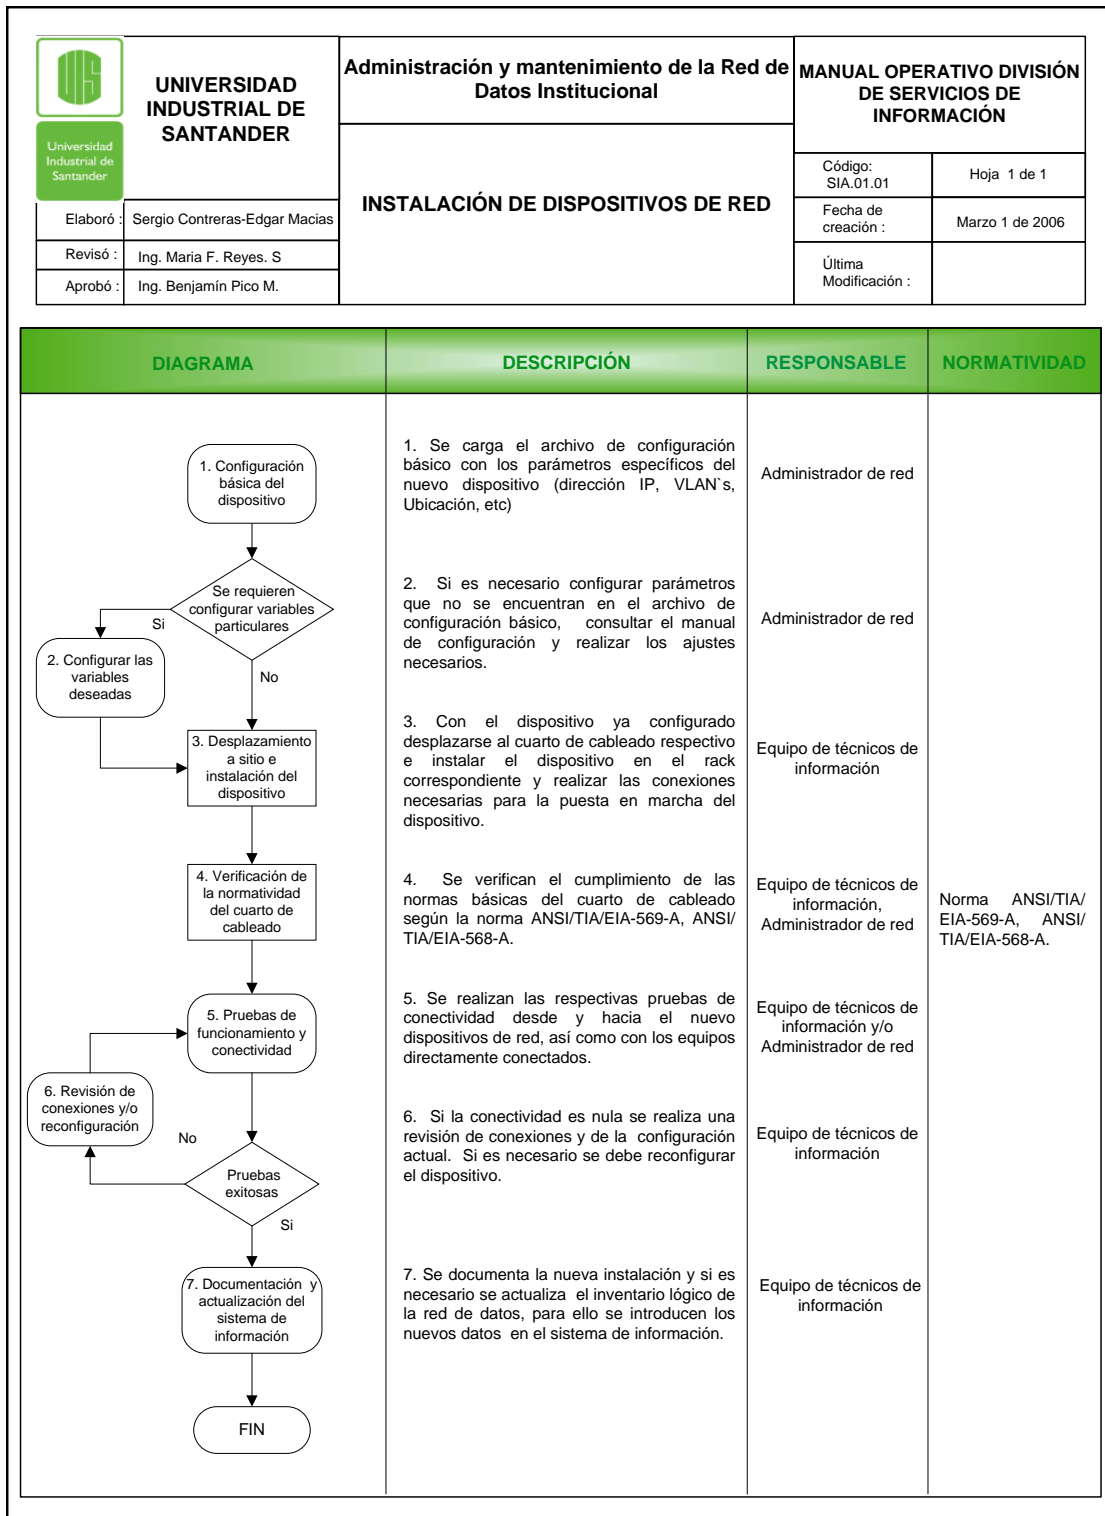 Universidad
Industrial de
Santander
UNIVERSIDAD
INDUSTRIAL DE
SANTANDER
Administración y mantenimiento de la Red de
Datos Institucional
MANUAL OPERATIVO DIVISIÓN
DE SERVICIOS DE
INFORMACIÓN
INSTALACIÓN DE DISPOSITIVOS DE RED
Código:
SIA.01.01
Hoja 1 de 1
Elaboró :
Sergio Contreras-Edgar Macias
Fecha de
creación :
Marzo 1 de 2006
Revisó :
Ing. Maria F. Reyes. S
Última
Modificación :
Aprobó :
Ing. Benjamín Pico M.
DIAGRAMA
DESCRIPCIÓN
RESPONSABLE
NORMATIVIDAD
1. Configuración
básica del
dispositivo
1. Se carga el archivo de configuración
básico con los parámetros específicos del
nuevo dispositivo (dirección IP, VLAN`s,
Ubicación, etc)
Administrador de red
Se requieren
configurar variables
particulares
Si
No
2. Configurar las
variables
deseadas
2. Si es necesario configurar parámetros
que no se encuentran en el archivo de
configuración básico, consultar el manual
de configuración y realizar los ajustes
necesarios.
Administrador de red
3. Desplazamiento
a sitio e
instalación del
dispositivo
3. Con el dispositivo ya configurado
desplazarse al cuarto de cableado respectivo
e instalar el dispositivo en el rack
correspondiente y realizar las conexiones
necesarias para la puesta en marcha del
dispositivo.
Equipo de técnicos de
información
4. Verificación de
la normatividad
del cuarto de
cableado
4. Se verifican el cumplimiento de las
normas básicas del cuarto de cableado
según la norma ANSI/TIA/EIA-569-A, ANSI/
TIA/EIA-568-A.
Equipo de técnicos de
información,
Administrador de red
Norma ANSI/TIA/
EIA-569-A, ANSI/
TIA/EIA-568-A.
5. Pruebas de
funcionamiento y
conectividad
5. Se realizan las respectivas pruebas de
conectividad desde y hacia el nuevo
dispositivos de red, así como con los equipos
directamente conectados.
Equipo de técnicos de
información y/o
Administrador de red
6. Revisión de
conexiones y/o
reconfiguración
No
Pruebas
exitosas
Si
6. Si la conectividad es nula se realiza una
revisión de conexiones y de la configuración
actual. Si es necesario se debe reconfigurar
el dispositivo.
Equipo de técnicos de
información
7. Documentación y
actualización del
sistema de
información
7. Se documenta la nueva instalación y si es
necesario se actualiza el inventario lógico de
la red de datos, para ello se introducen los
nuevos datos en el sistema de información.
Equipo de técnicos de
información
FIN